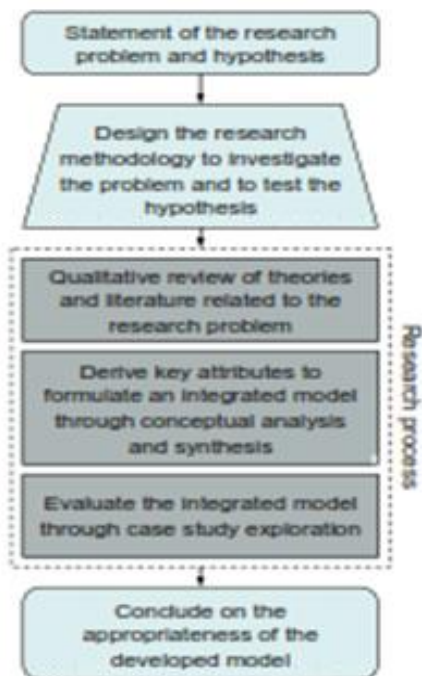 Statement of the research
problem and hypothesis
Design the research
methodology to investigate
the problem and to test the
hypothesis
Qualitative review of theories
and literature related to the
research problem
Derive key attributes to
formulate an integrated model
through conceptual analysis
and synthesis
Evaluate the integrated model
through case study exploration
Research process
Conclude on the
appropriateness of the
developed model